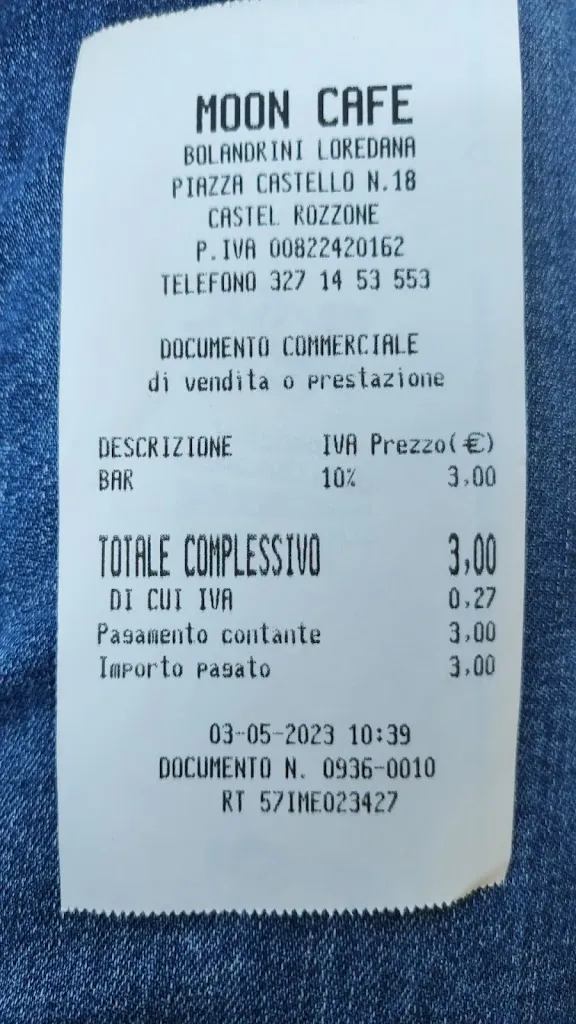 MOON CAFE
BOLANDRINI LOREDANA
PIAZZA CASTELLO N.18
CASTEL ROZZONE
P.IVA 00822420162
TELEFONO 327 14 53 553
DOCUMENTO COMMERCIALE
di vendita o prestazione
DESCRIZIONE IVA Prezzo(€)
BAR 10% 3,00
TOTALE COMPLESSIVO 3,00
DI CUI IVA 0,27
Pagamento contante 3,00
Importo pagato 3,00
03-05-2023 10:39
DOCUMENTO N. 0936-0010
RT 57IME023427